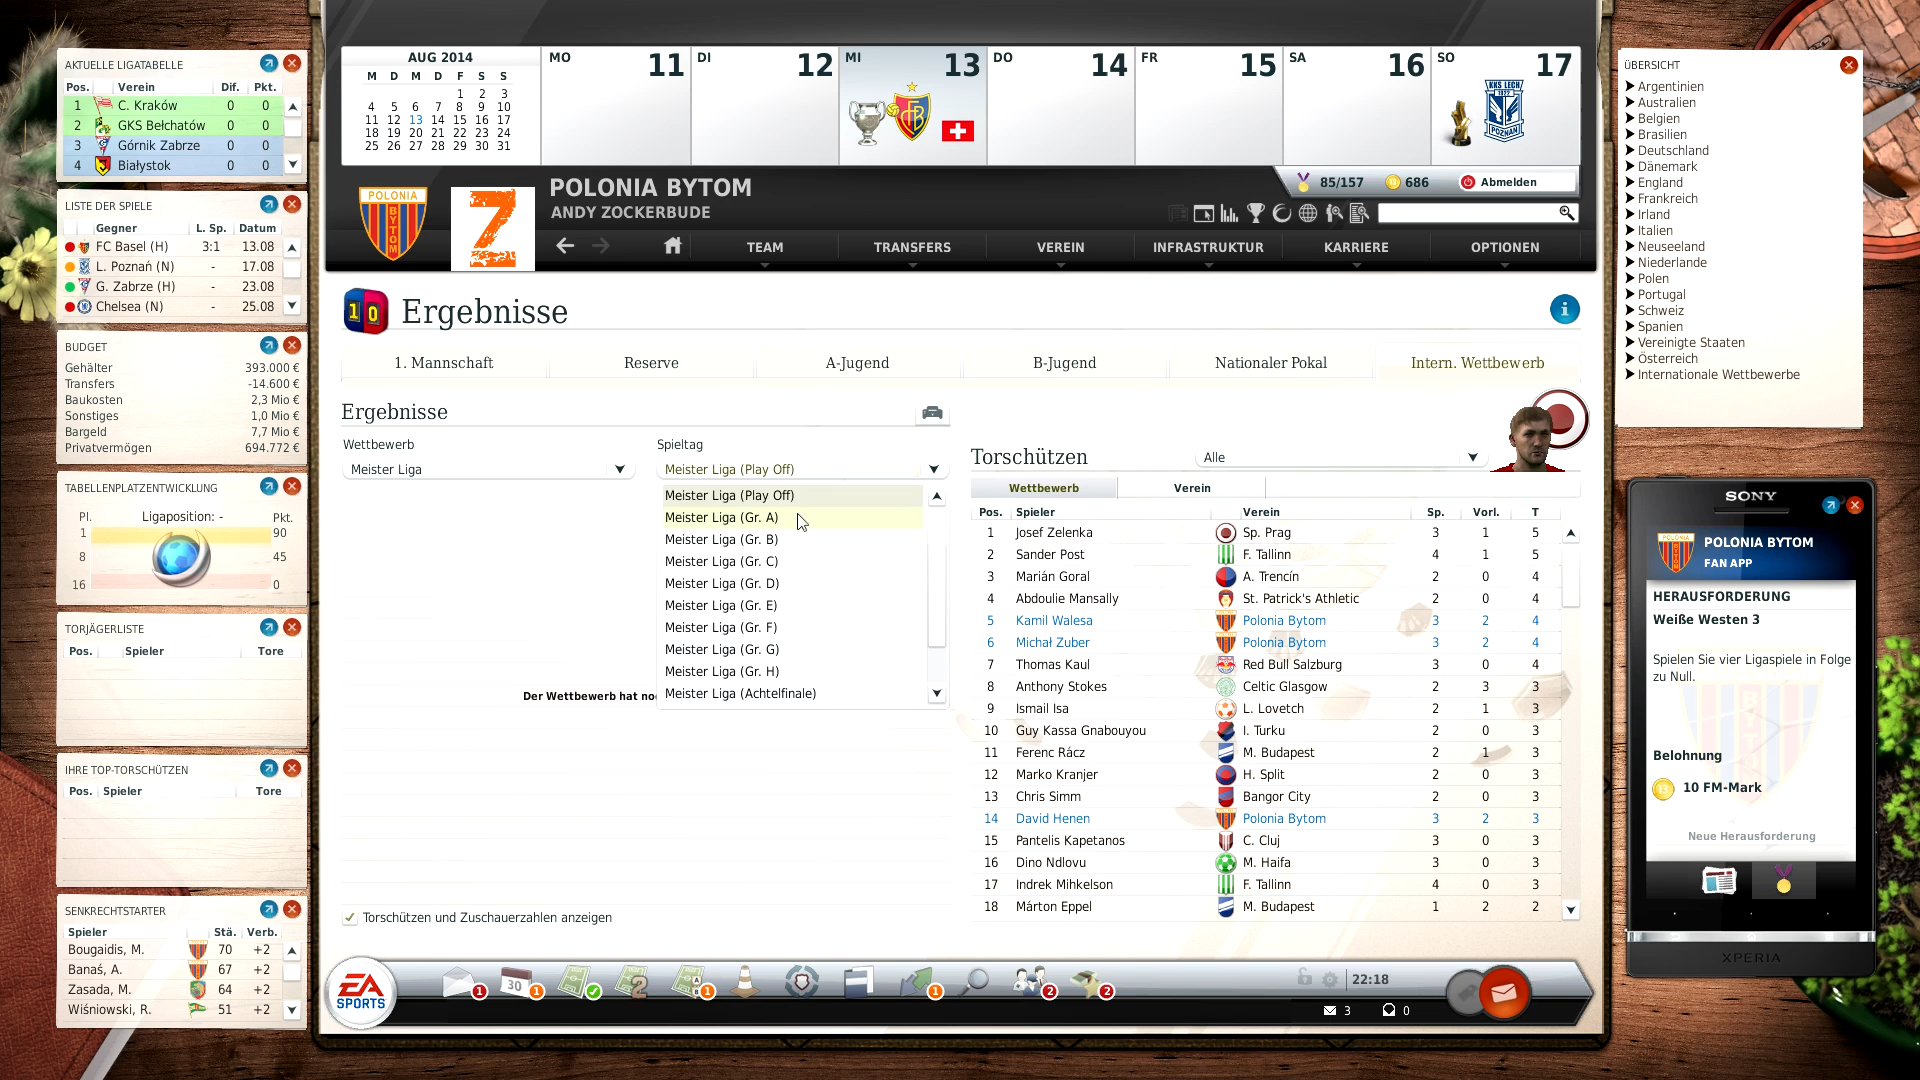 AKTUELLE LIGATABELLE
Pos. Verein Dif. Pkt.
1 C. Kraków 0 0
2 GKS Bełchatów 0 0
3 Górnik Zabrze 0 0
4 Białystok 0 0
LISTE DER SPIELE
Gegner L. Sp. Datum
FC Basel (H) 3:1 13.08
L. Poznań (N) - 17.08
G. Zabrze (H) - 23.08
Chelsea (N) - 25.08
BUDGET
Gehälter 393.000 €
Transfers -14.600 €
Baukosten 2,3 Mio €
Sonstiges 1,0 Mio €
Bargeld 7,7 Mio €
Privatvermögen 694.772 €
TABELLENPLATZENTWICKLUNG
Pl. Ligaposition: - Pkt.
1 90
8 45
16 0
TORJÄGERLISTE
Pos. Spieler Tore
IHRE TOP-TORSCHÜTZEN
Pos. Spieler Tore
SENKRECHTSTARTER
Spieler Stä. Verb.
Bougaidis, M. 70 +2
Banaś, A. 67 +2
Zasada, M. 64 +2
Wiśniowski, R. 51 +2
AUG 2014
M D M D F S S
1 2 3
4 5 6 7 8 9 10
11 12 13 14 15 16 17
18 19 20 21 22 23 24
25 26 27 28 29 30 31
MO 11 DI 12 MI 13 DO 14 FR 15 SA 16 SO 17
FCB
KKS LECH
1922
POZNAŃ
POLONIA
BYTOM
Z
POLONIA BYTOM
ANDY ZOCKERBUDE
85/157 686 Abmelden
TEAM TRANSFERS VEREIN INFRASTRUKTUR KARRIERE OPTIONEN
1 0 Ergebnisse
1. Mannschaft Reserve A-Jugend B-Jugend Nationaler Pokal Intern. Wettbewerb
Ergebnisse
Wettbewerb Spieltag
Meister Liga Meister Liga (Play Off)
Meister Liga (Play Off)
Meister Liga (Gr. A)
Meister Liga (Gr. B)
Meister Liga (Gr. C)
Meister Liga (Gr. D)
Meister Liga (Gr. E)
Meister Liga (Gr. F)
Meister Liga (Gr. G)
Meister Liga (Gr. H)
Meister Liga (Achtelfinale)
Der Wettbewerb hat no
Torschützen und Zuschauerzahlen anzeigen
Torschützen Alle
Wettbewerb Verein
Pos. Spieler Verein Sp. Vorl. T
1 Josef Zelenka Sp. Prag 3 1 5
2 Sander Post F. Tallinn 4 1 5
3 Marián Goral A. Trencín 2 0 4
4 Abdoulie Mansally St. Patrick's Athletic 2 0 4
5 Kamil Walesa Polonia Bytom 3 2 4
6 Michał Zuber Polonia Bytom 3 2 4
7 Thomas Kaul Red Bull Salzburg 3 0 4
8 Anthony Stokes Celtic Glasgow 2 3 3
9 Ismail Isa L. Lovetch 2 1 3
10 Guy Kassa Gnabouyou I. Turku 2 0 3
11 Ferenc Rácz M. Budapest 2 1 3
12 Marko Kranjer H. Split 2 0 3
13 Chris Simm Bangor City 2 0 3
14 David Henen Polonia Bytom 3 2 3
15 Pantelis Kapetanos C. Cluj 3 0 3
16 Dino Ndlovu M. Haifa 3 0 3
17 Indrek Mihkelson F. Tallinn 4 0 3
18 Márton Eppel M. Budapest 1 2 2
EA
SPORTS
1 30 1 2 1 1 2 2
22:18
3 0
ÜBERSICHT
Argentinien
Australien
Belgien
Brasilien
Deutschland
Dänemark
England
Frankreich
Irland
Italien
Neuseeland
Niederlande
Polen
Portugal
Schweiz
Spanien
Vereinigte Staaten
Österreich
Internationale Wettbewerbe
SONY
POLONIA BYTOM
FAN APP
HERAUSFORDERUNG
Weiße Westen 3
Spielen Sie vier Ligaspiele in Folge
zu Null.
Belohnung
10 FM-Mark
Neue Herausforderung
XPERIA